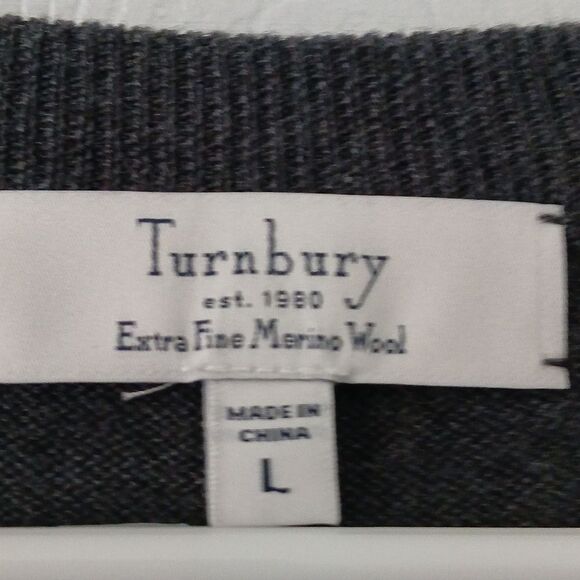 Turnbury
est. 1980
Extra Fine Merino Wool
MADE IN
CHINA
L